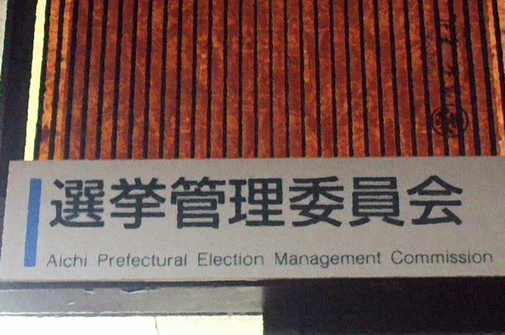 選挙管理委員会
Aichi Prefectural Election Management Commission